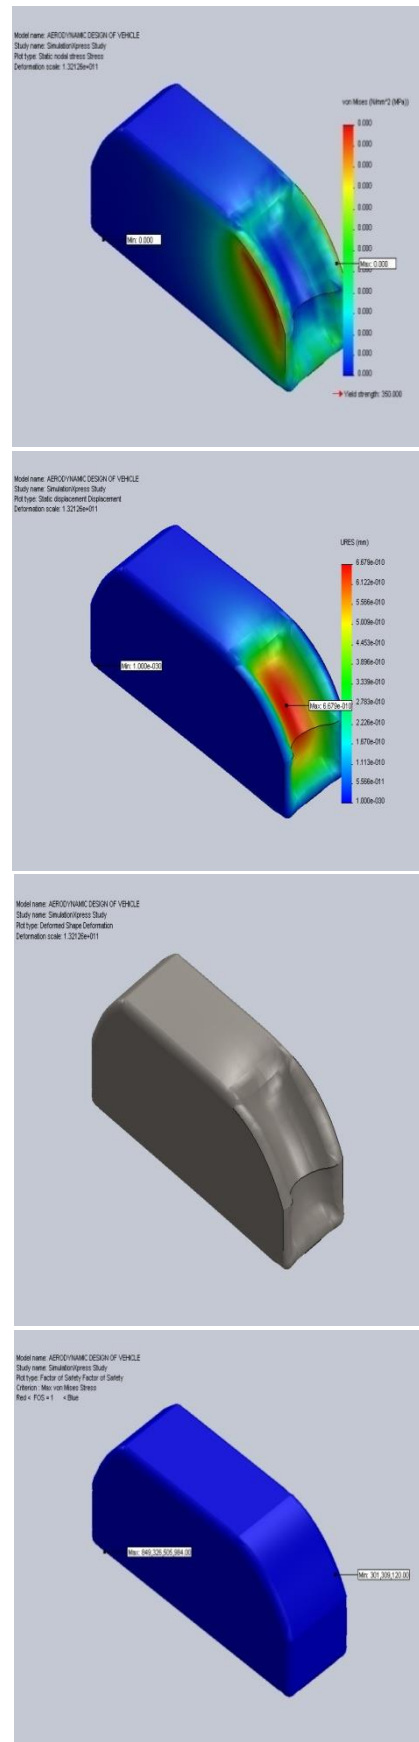 Model name: AERODYNAMIC DESIGN OF VEHICLE
Study name: SimulationXpress Study
Plot type: Static nodal stress Stress
Deformation scale: 1.32126e+011
von Mises (N/mm^2 (MPa))
0.000
0.000
0.000
0.000
0.000
0.000
0.000
0.000
0.000
0.000
0.000
0.000
0.000
Min: 0.000
Max: 0.000
Yield strength: 350.000
Model name: AERODYNAMIC DESIGN OF VEHICLE
Study name: SimulationXpress Study
Plot type: Static displacement Displacement
Deformation scale: 1.32126e+011
URES (mm)
6.679e-010
6.122e-010
5.566e-010
5.009e-010
4.453e-010
3.896e-010
3.339e-010
2.783e-010
2.226e-010
1.670e-010
1.113e-010
5.566e-011
1.000e-030
Min: 1.000e-030
Max: 6.679e-010
Model name: AERODYNAMIC DESIGN OF VEHICLE
Study name: SimulationXpress Study
Plot type: Deformed Shape Deformation
Deformation scale: 1.32126e+011
Model name: AERODYNAMIC DESIGN OF VEHICLE
Study name: SimulationXpress Study
Plot type: Factor of Safety Factor of Safety
Criterion : Max von Mises Stress
Red < FOS = 1 < Blue
Max: 849,326,505,984.00
Min: 301,309,120.00